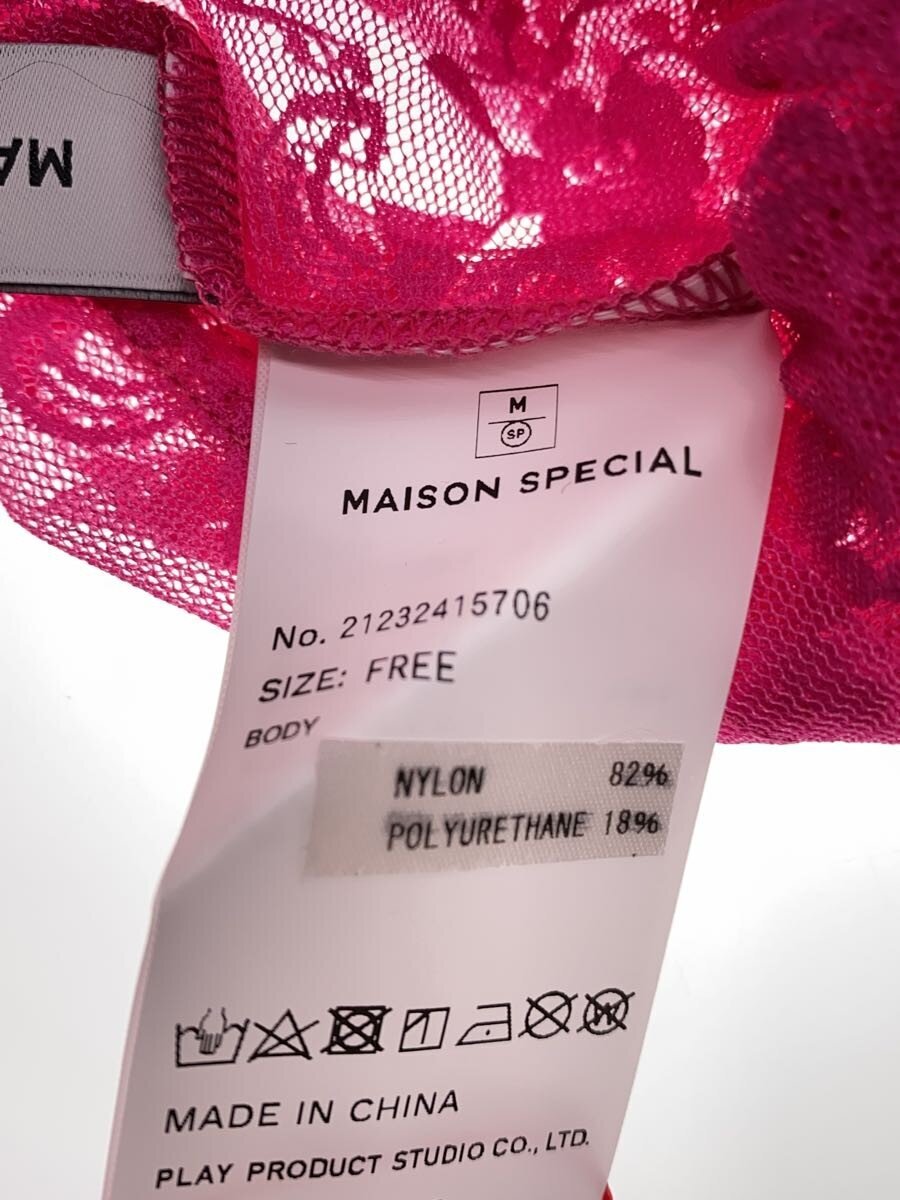 MA
M
SP
MAISON SPECIAL
No. 21232415706
SIZE: FREE
BODY
NYLON 82%
POLYURETHANE 18%
W
MADE IN CHINA
PLAY PRODUCT STUDIO CO., LTD.